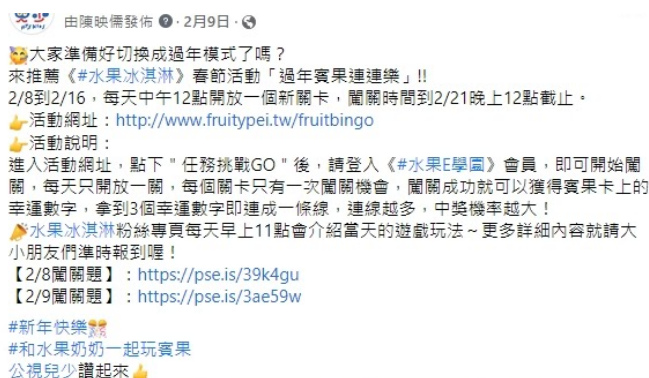 由陳映儒發佈 · 2月9日 ·
🥰大家準備好切換成過年模式了嗎？
來推薦《#水果冰淇淋》春節活動「過年賓果連連樂」!!
2/8到2/16，每天中午12點開放一個新關卡，闖關時間到2/21晚上12點截止。
👉活動網址：http://www.fruitypei.tw/fruitbingo
👉活動說明：
進入活動網址，點下＂任務挑戰GO＂後，請登入《#水果E學園》會員，即可開始闖
關，每天只開放一關，每個關卡只有一次闖關機會，闖關成功就可以獲得賓果卡上的
幸運數字，拿到3個幸運數字即連成一條線，連線越多，中獎機率越大！
🎉水果冰淇淋粉絲專頁每天早上11點會介紹當天的遊戲玩法～更多詳細內容就請大
小朋友們準時報到喔！
【2/8闖關題】：https://pse.is/39k4gu
【2/9闖關題】：https://pse.is/3ae59w
#新年快樂🎊
#和水果奶奶一起玩賓果
公視兒少讚起來👍